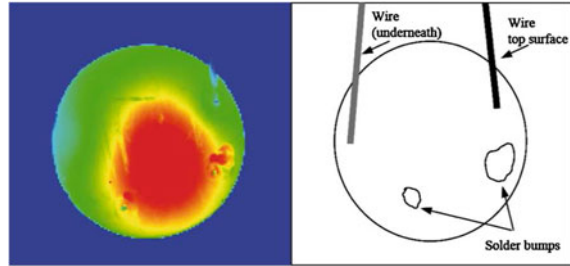 Wire
(underneath)
Wire
top surface
Solder bumps